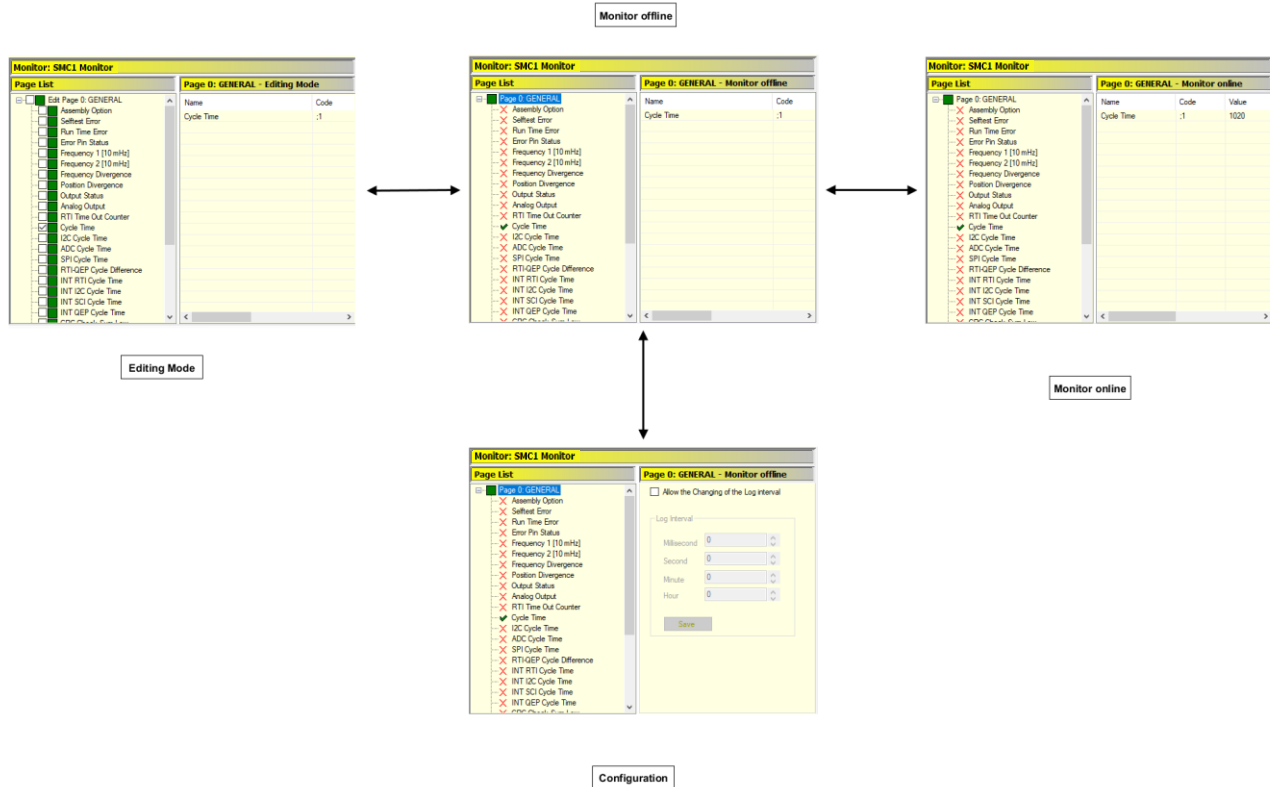 Monitor offline
Monitor: SMC1 Monitor
Page List
Page 0: GENERAL - Editing Mode
Edit Page 0: GENERAL
Assembly Option
Selftest Error
Run Time Error
Error Pin Status
Frequency 1 [10 mHz]
Frequency 2 [10 mHz]
Frequency Divergence
Position Divergence
Output Status
Analog Output
RTI Time Out Counter
Cycle Time
I2C Cycle Time
ADC Cycle Time
SPI Cycle Time
RTI-QEP Cycle Difference
INT RTI Cycle Time
INT I2C Cycle Time
INT SCI Cycle Time
INT QEP Cycle Time
Name Code
Cycle Time ;1
Editing Mode
Monitor: SMC1 Monitor
Page List
Page 0: GENERAL - Monitor offline
Page 0: GENERAL
Assembly Option
Selftest Error
Run Time Error
Error Pin Status
Frequency 1 [10 mHz]
Frequency 2 [10 mHz]
Frequency Divergence
Position Divergence
Output Status
Analog Output
RTI Time Out Counter
Cycle Time
I2C Cycle Time
ADC Cycle Time
SPI Cycle Time
RTI-QEP Cycle Difference
INT RTI Cycle Time
INT I2C Cycle Time
INT SCI Cycle Time
INT QEP Cycle Time
Name Code
Cycle Time ;1
Monitor: SMC1 Monitor
Page List
Page 0: GENERAL - Monitor online
Page 0: GENERAL
Assembly Option
Selftest Error
Run Time Error
Error Pin Status
Frequency 1 [10 mHz]
Frequency 2 [10 mHz]
Frequency Divergence
Position Divergence
Output Status
Analog Output
RTI Time Out Counter
Cycle Time
I2C Cycle Time
ADC Cycle Time
SPI Cycle Time
RTI-QEP Cycle Difference
INT RTI Cycle Time
INT I2C Cycle Time
INT SCI Cycle Time
INT QEP Cycle Time
Name Code Value
Cycle Time ;1 1020
Monitor online
Monitor: SMC1 Monitor
Page List
Page 0: GENERAL - Monitor offline
Page 0: GENERAL
Assembly Option
Selftest Error
Run Time Error
Error Pin Status
Frequency 1 [10 mHz]
Frequency 2 [10 mHz]
Frequency Divergence
Position Divergence
Output Status
Analog Output
RTI Time Out Counter
Cycle Time
I2C Cycle Time
ADC Cycle Time
SPI Cycle Time
RTI-QEP Cycle Difference
INT RTI Cycle Time
INT I2C Cycle Time
INT SCI Cycle Time
INT QEP Cycle Time
Allow the Changing of the Log interval
Log Interval
Millisecond 0
Second 0
Minute 0
Hour 0
Save
Configuration